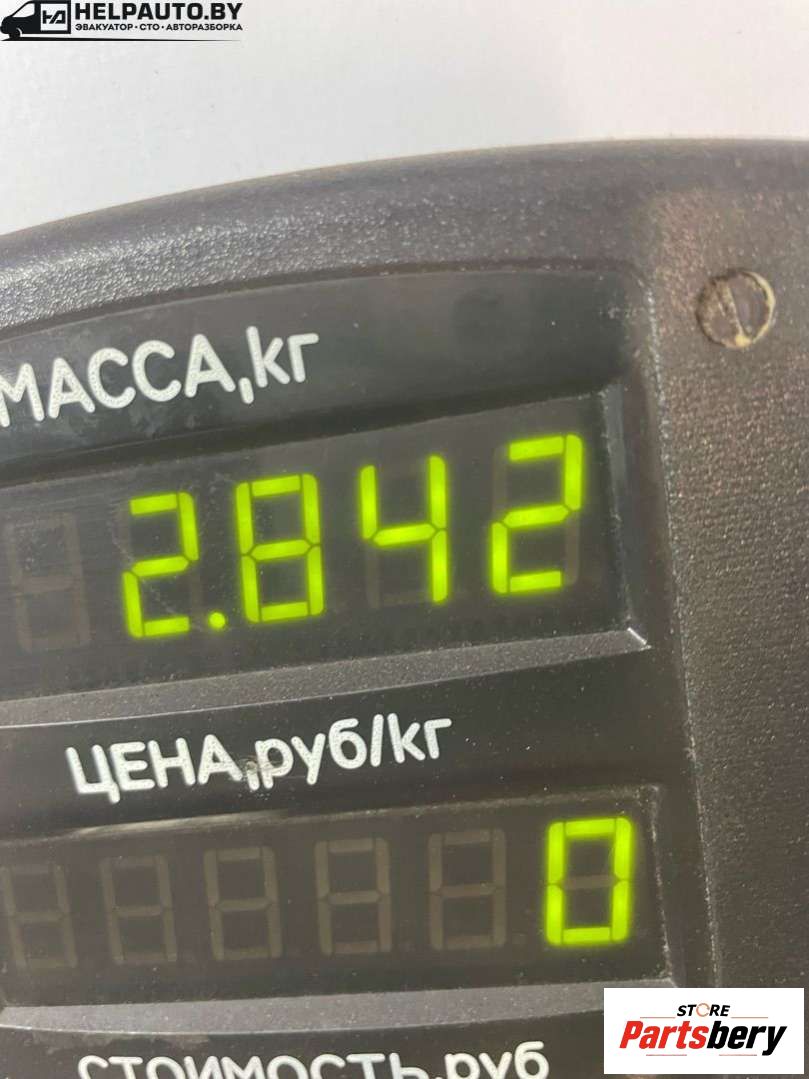 HELPAUTO.BY
ЭВАКУАТОР · СТО · АВТОРАЗБОРКА
МАССА,кг
2.842
ЦЕНА,руб/кг
0
СТОИМОСТЬ,руб
STORE
Partsbery